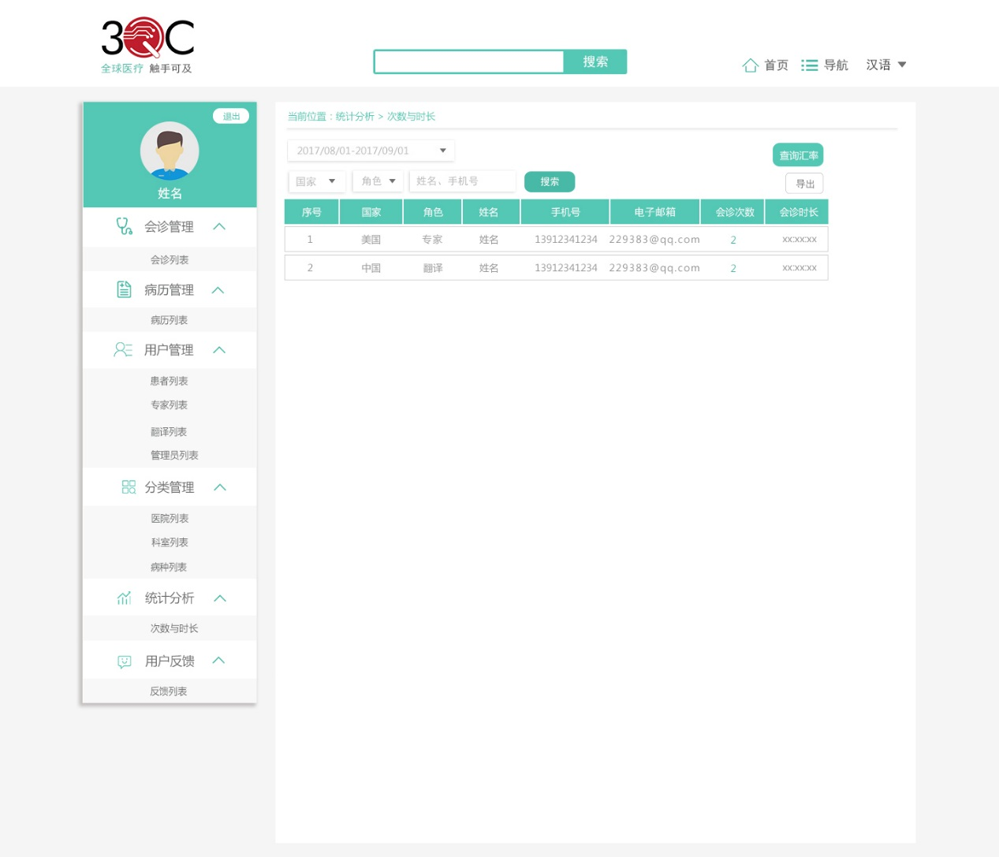 3QC
全球医疗 触手可及
搜索
首页 导航 汉语
退出
姓名
会诊管理
会诊列表
病历管理
病历列表
用户管理
患者列表
专家列表
翻译列表
管理员列表
分类管理
医院列表
科室列表
病种列表
统计分析
次数与时长
用户反馈
反馈列表
当前位置：统计分析 > 次数与时长
2017/08/01-2017/09/01
查询汇率
国家 角色 姓名、手机号 搜索
导出
序号 国家 角色 姓名 手机号 电子邮箱 会诊次数 会诊时长
1 美国 专家 姓名 13912341234 229383@qq.com 2 xx:xx:xx
2 中国 翻译 姓名 13912341234 229383@qq.com 2 xx:xx:xx